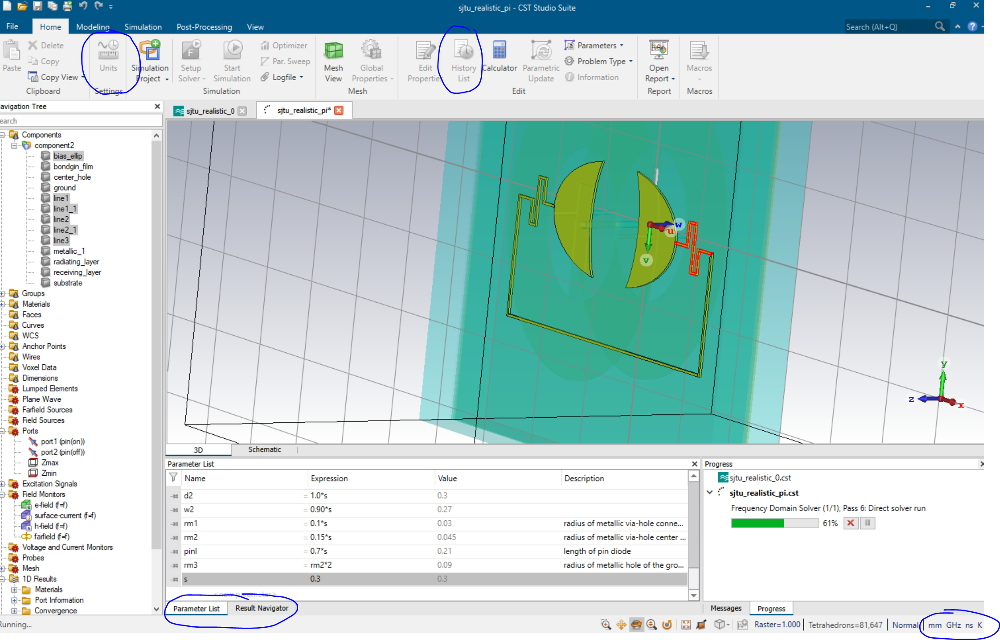 sjtu_realistic_pi - CST Studio Suite
File Home Modeling Simulation Post-Processing View Search (Alt+Q)
Paste
Delete
Copy
Copy View
Clipboard
Units
Settings
Simulation Project
Setup Solver
Start Simulation
Optimizer
Par. Sweep
Logfile
Simulation
Mesh View
Global Properties
Mesh
Edit Properties
History List
Calculator
Parametric Update
Parameters
Problem Type
Information
Edit
Open Report
Report
Macros
Macros
avigation Tree
earch
sjtu_realistic_0
sjtu_realistic_pi*
Components
component2
bias_ellip
bondgin_film
center_hole
ground
line1
line1_1
line2
line2_1
line3
metallic_1
radiating_layer
receiving_layer
substrate
Groups
Materials
Faces
Curves
WCS
Anchor Points
Wires
Voxel Data
Dimensions
Lumped Elements
Plane Wave
Farfield Sources
Field Sources
Ports
port1 (pin(on))
port2 (pin(off))
Zmax
Zmin
Excitation Signals
Field Monitors
e-field (f=f)
surface-current (f=f)
h-field (f=f)
farfield (f=f)
Voltage and Current Monitors
Probes
Mesh
1D Results
Materials
Port Information
Convergence
w
u
v
y
z
x
3D Schematic
Parameter List
Name Expression Value Description
d2 = 1.0*s 0.3
w2 = 0.90*s 0.27
rm1 = 0.1*s 0.03 radius of metallic via-hole conne...
rm2 = 0.15*s 0.045 radius of metallic via-hole center ...
pinl = 0.7*s 0.21 length of pin diode
rm3 = rm2*2 0.09 radius of metallic hole of the gro...
s 0.3 0.3
<new parameter>
Parameter List Result Navigator
Progress
sjtu_realistic_0.cst
sjtu_realistic_pi.cst
Frequency Domain Solver (1/1), Pass 6: Direct solver run
61%
Messages Progress
Running...
Raster=1.000 Tetrahedrons=81,647 Normal mm GHz ns K